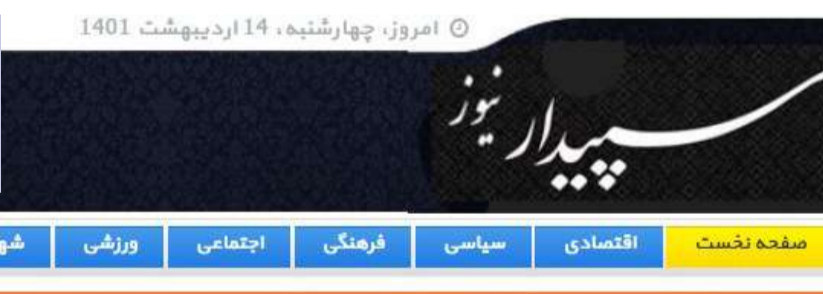 امروز، چهارشنبه، 14 اردیبهشت 1401
سپیدار نیوز
صفحه نخست اقتصادی سیاسی فرهنگی اجتماعی ورزشی